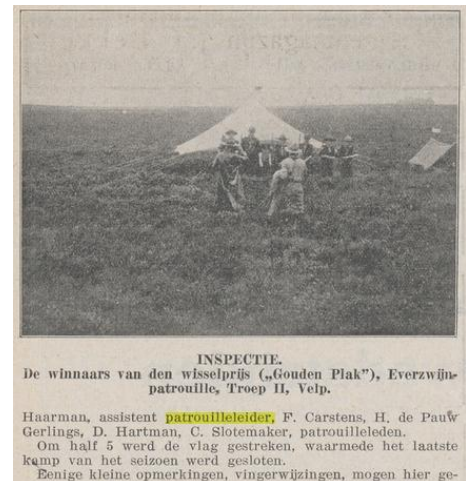 INSPECTIE.
De winnaars van den wisselprijs („Gouden Plak”), Everzwijn-
patrouille, Troep II, Velp.
Haarman, assistent patrouilleleider, F. Carstens, H. de Pauw
Gerlings, D. Hartman, C. Slotemaker, patrouilleleden.
Om half 5 werd de vlag gestreken, waarmede het laatste
kamp van het seizoen werd gesloten.
Eenige kleine opmerkingen, vingerwijzingen, mogen hier ge-